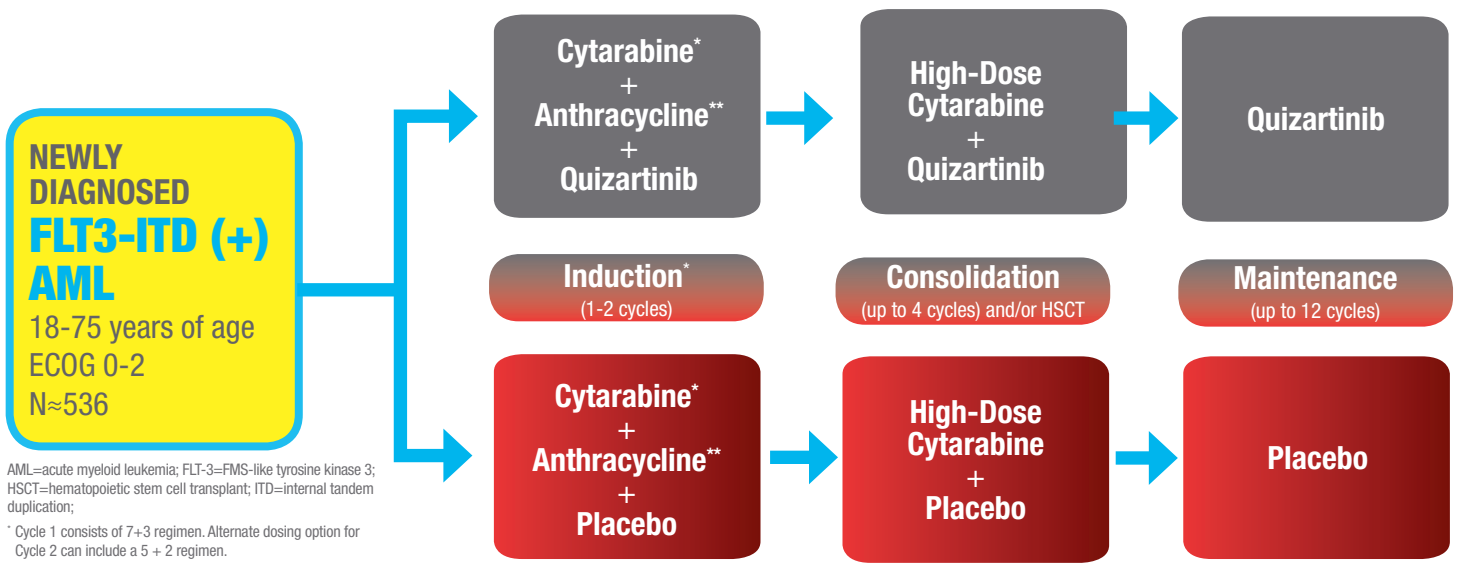 NEWLY
DIAGNOSED
FLT3-ITD (+)
AML
18-75 years of age
ECOG 0-2
N≈536
AML=acute myeloid leukemia; FLT-3=FMS-like tyrosine kinase 3;
HSCT=hematopoietic stem cell transplant; ITD=internal tandem
duplication;
* Cycle 1 consists of 7+3 regimen. Alternate dosing option for
Cycle 2 can include a 5 + 2 regimen.
Cytarabine*
+
Anthracycline**
+
Quizartinib
High-Dose
Cytarabine
+
Quizartinib
Quizartinib
Induction*
(1-2 cycles)
Consolidation
(up to 4 cycles) and/or HSCT
Maintenance
(up to 12 cycles)
Cytarabine*
+
Anthracycline**
+
Placebo
High-Dose
Cytarabine
+
Placebo
Placebo